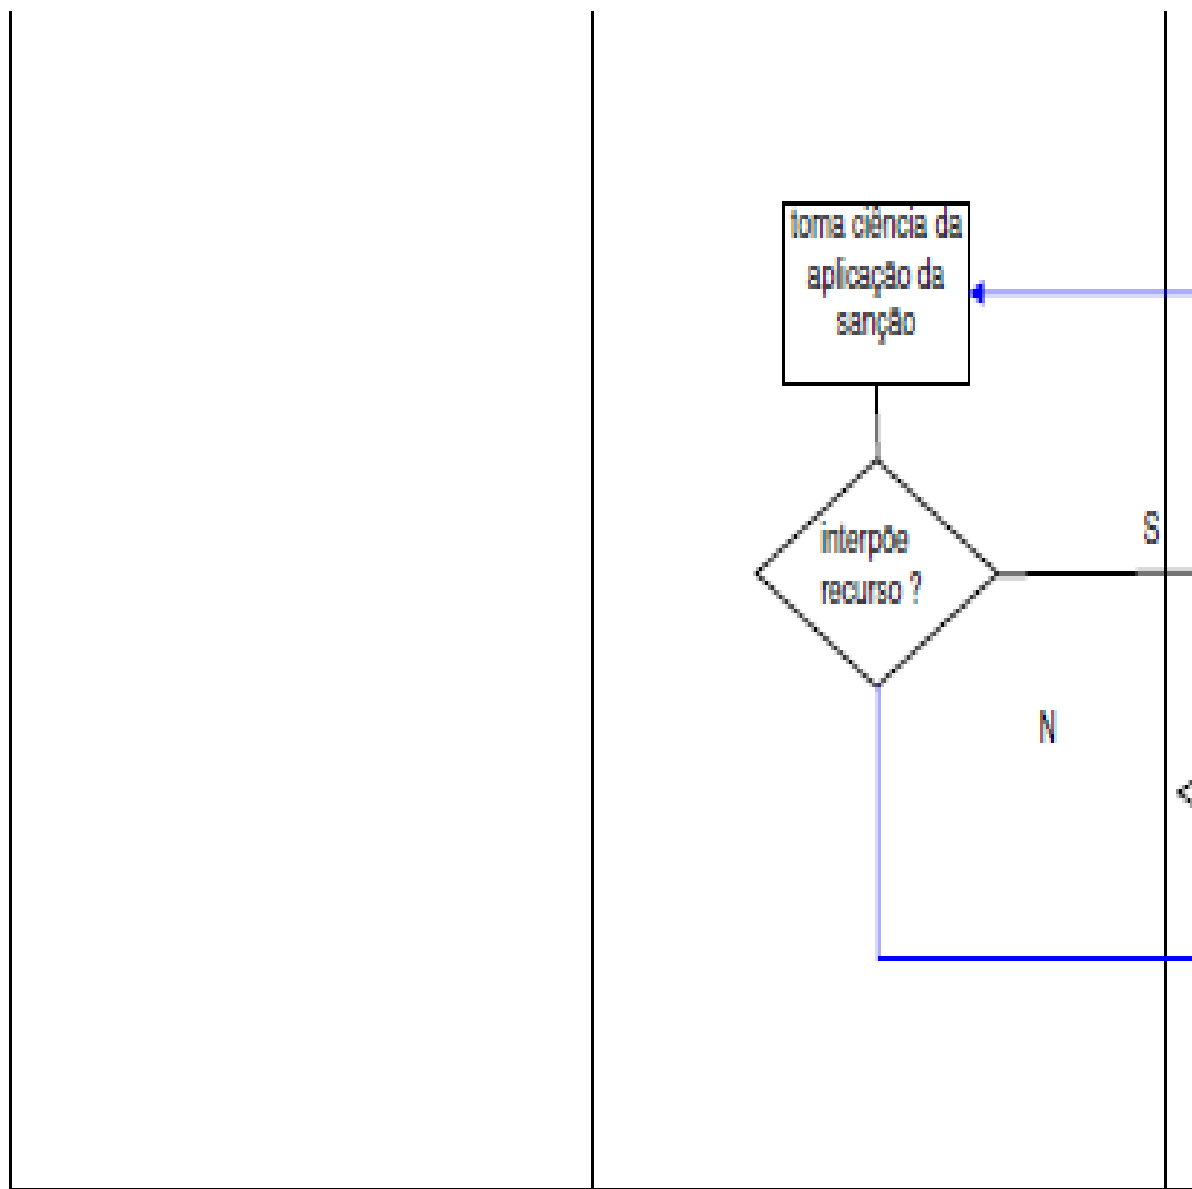 toma ciência da
aplicação da
sanção
interpõe
recurso ?
S
N